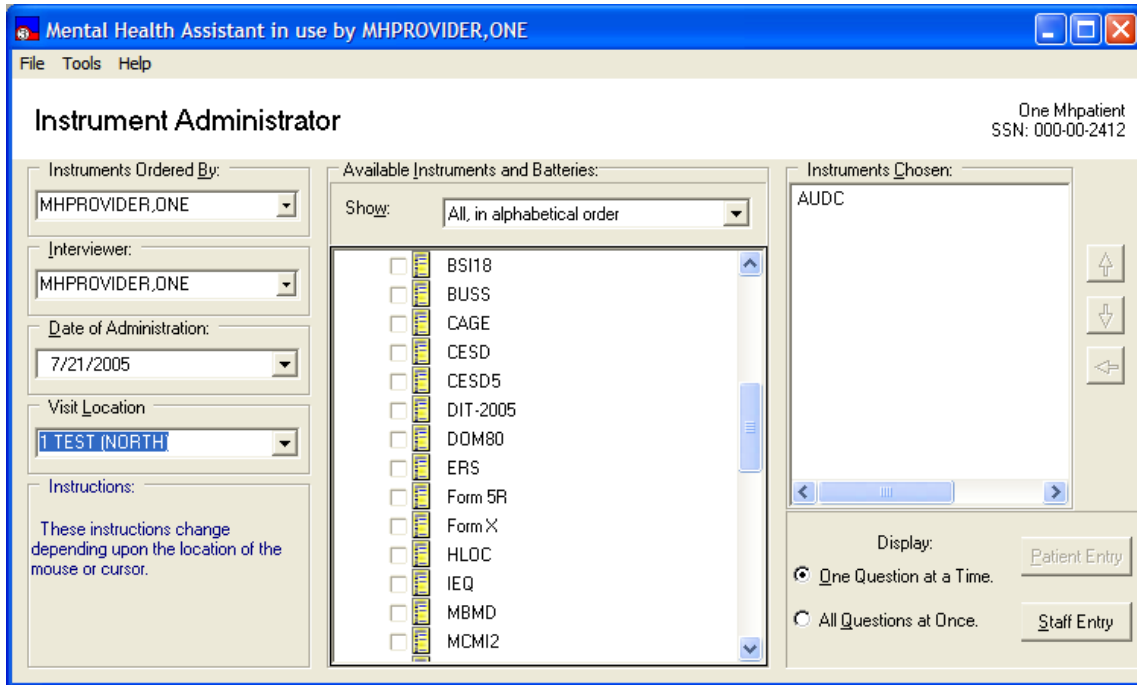 Mental Health Assistant in use by MHPROVIDER,ONE
File Tools Help
Instrument Administrator
One Mhpatient
SSN: 000-00-2412
Instruments Ordered By:
MHPROVIDER,ONE
Interviewer:
MHPROVIDER,ONE
Date of Administration:
7/21/2005
Visit Location
1 TEST (NORTH)
Instructions:
These instructions change
depending upon the location of the
mouse or cursor.
Available Instruments and Batteries:
Show: All, in alphabetical order
BSI18
BUSS
CAGE
CESD
CESD5
DIT-2005
DOM80
ERS
Form 5R
Form X
HLOC
IEQ
MBMD
MCMI2
Instruments Chosen:
AUDC
Display:
One Question at a Time.
All Questions at Once.
Patient Entry
Staff Entry